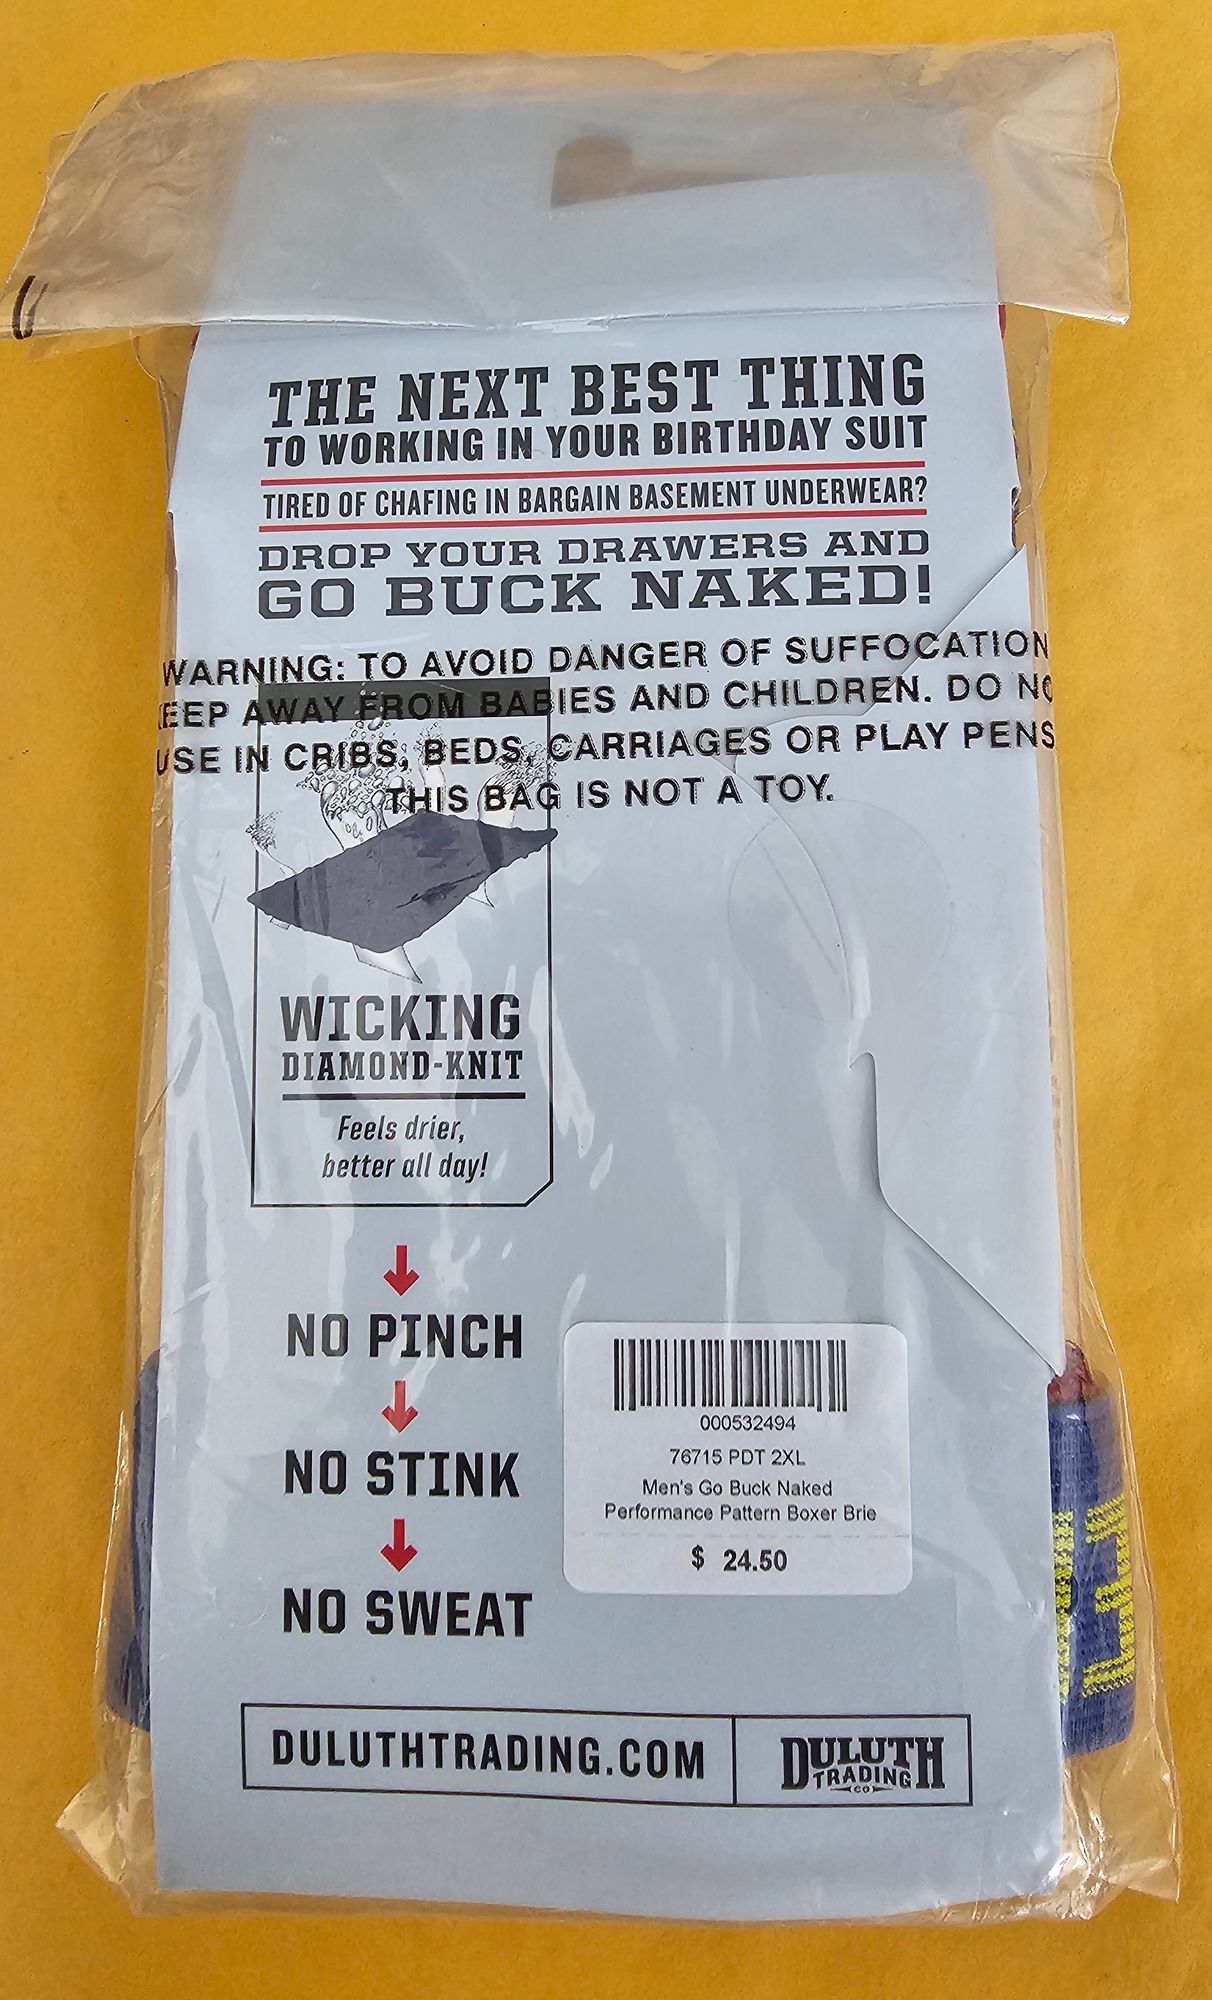 THE NEXT BEST THING
TO WORKING IN YOUR BIRTHDAY SUIT
TIRED OF CHAFING IN BARGAIN BASEMENT UNDERWEAR?
DROP YOUR DRAWERS AND
GO BUCK NAKED!
WARNING: TO AVOID DANGER OF SUFFOCATION
KEEP AWAY FROM BABIES AND CHILDREN. DO NO
USE IN CRIBS, BEDS, CARRIAGES OR PLAY PENS
THIS BAG IS NOT A TOY.
WICKING
DIAMOND-KNIT
Feels drier,
better all day!
NO PINCH
NO STINK
NO SWEAT
000532494
76715 PDT 2XL
Men's Go Buck Naked
Performance Pattern Boxer Brie
$ 24.50
DULUTHTRADING.COM
DULUTH
TRADING
CO